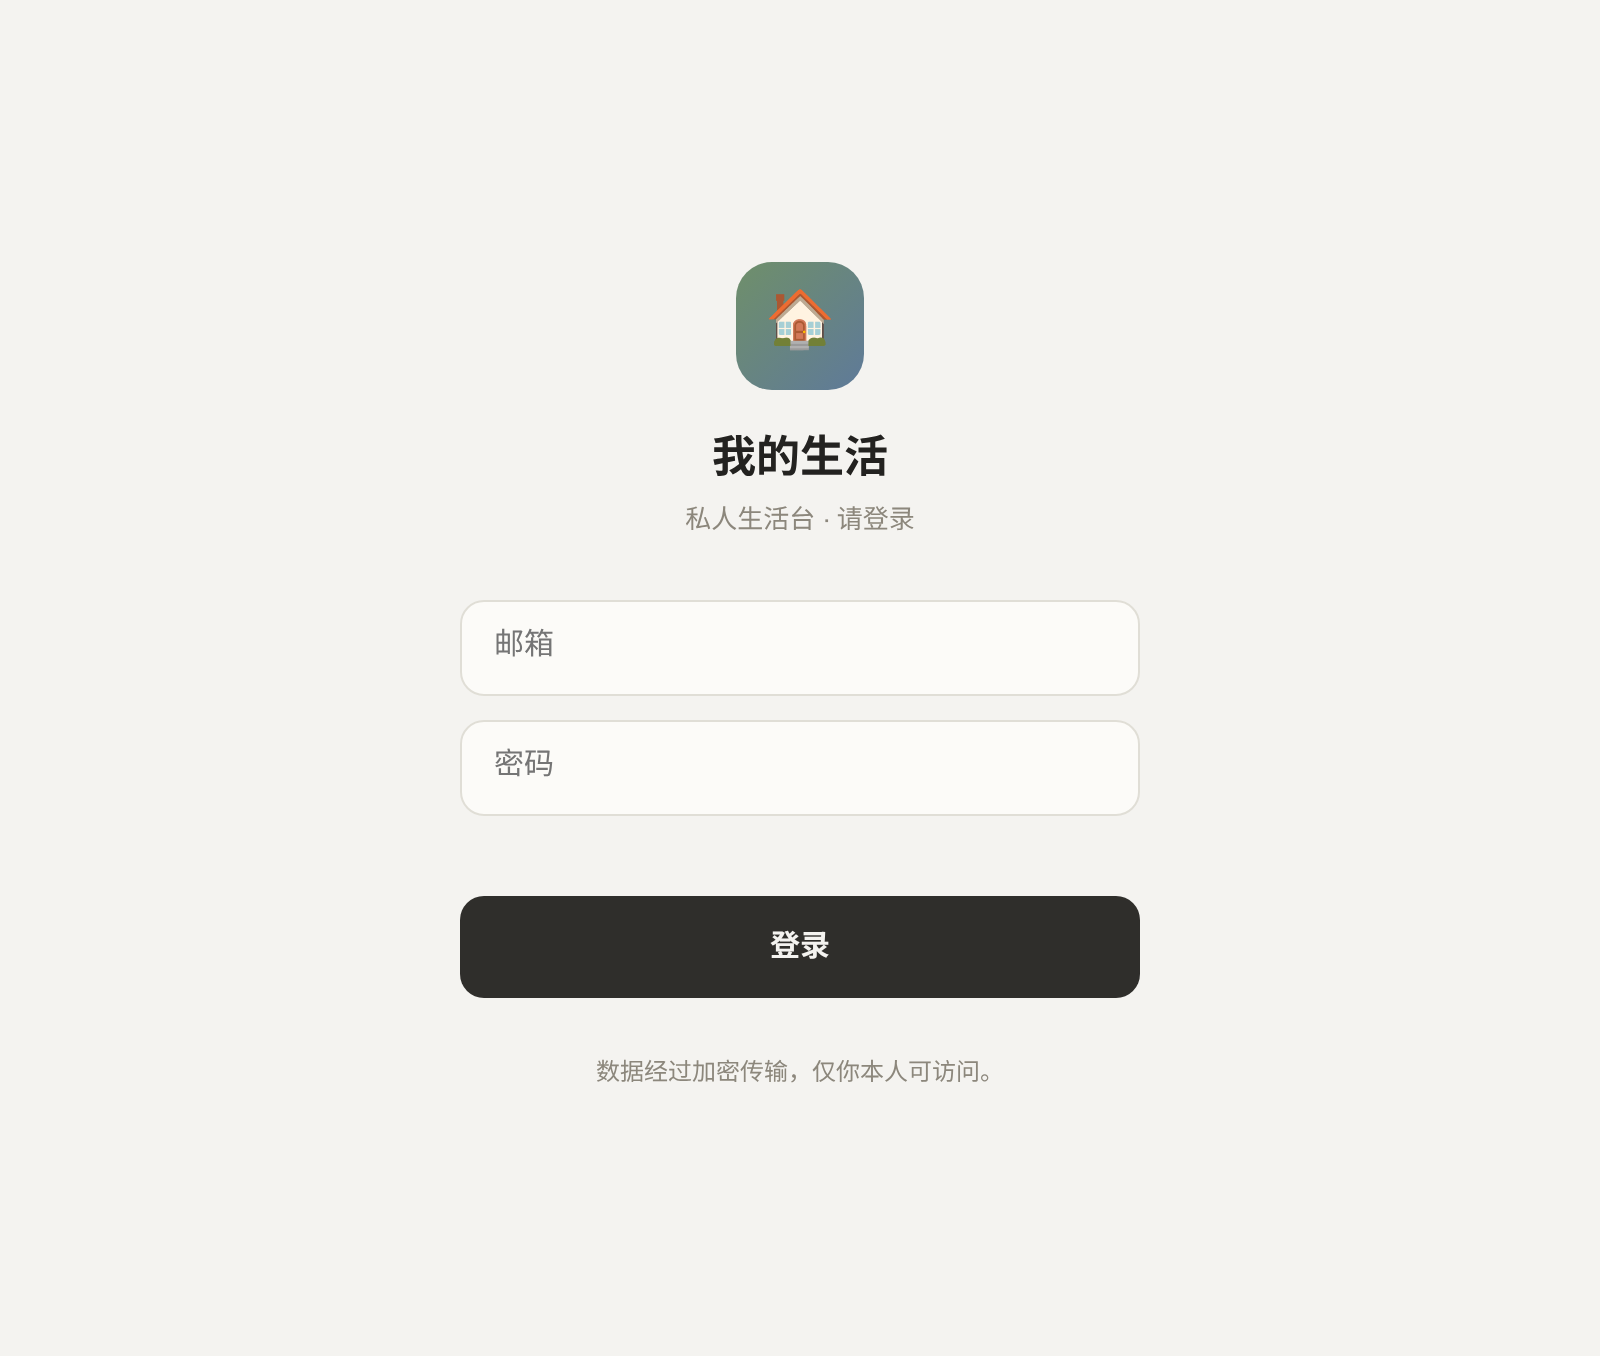 我的生活
私人生活台 · 请登录
邮箱
密码
登录
数据经过加密传输，仅你本人可访问。